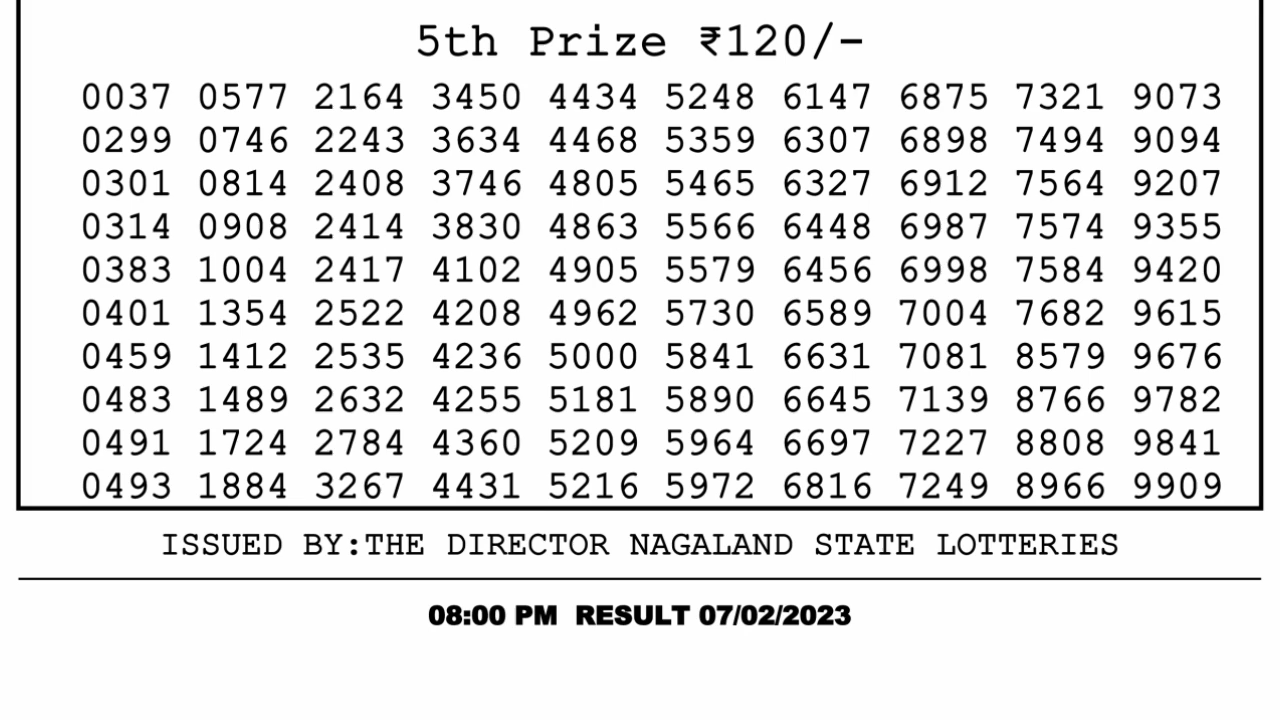 5th Prize ₹120/-
0037 0577 2164 3450 4434 5248 6147 6875 7321 9073
0299 0746 2243 3634 4468 5359 6307 6898 7494 9094
0301 0814 2408 3746 4805 5465 6327 6912 7564 9207
0314 0908 2414 3830 4863 5566 6448 6987 7574 9355
0383 1004 2417 4102 4905 5579 6456 6998 7584 9420
0401 1354 2522 4208 4962 5730 6589 7004 7682 9615
0459 1412 2535 4236 5000 5841 6631 7081 8579 9676
0483 1489 2632 4255 5181 5890 6645 7139 8766 9782
0491 1724 2784 4360 5209 5964 6697 7227 8808 9841
0493 1884 3267 4431 5216 5972 6816 7249 8966 9909
ISSUED BY:THE DIRECTOR NAGALAND STATE LOTTERIES
08:00 PM RESULT 07/02/2023